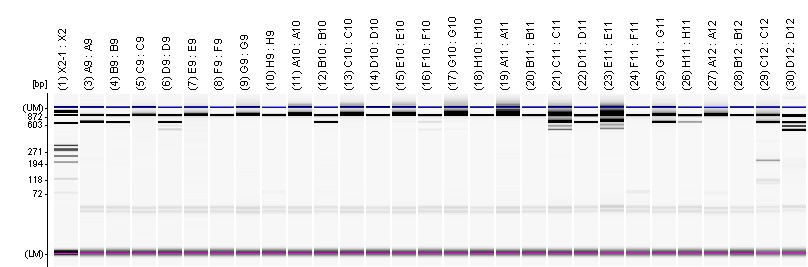 [bp]
(1) X2-1 : X2
(3) A9 : A9
(4) B9 : B9
(5) C9 : C9
(6) D9 : D9
(7) E9 : E9
(8) F9 : F9
(9) G9 : G9
(10) H9 : H9
(11) A10 : A10
(12) B10 : B10
(13) C10 : C10
(14) D10 : D10
(15) E10 : E10
(16) F10 : F10
(17) G10 : G10
(18) H10 : H10
(19) A11 : A11
(20) B11 : B11
(21) C11 : C11
(22) D11 : D11
(23) E11 : E11
(24) F11 : F11
(25) G11 : G11
(26) H11 : H11
(27) A12 : A12
(28) B12 : B12
(29) C12 : C12
(30) D12 : D12
(UM)
872
603
271
194
118
72
(LM)